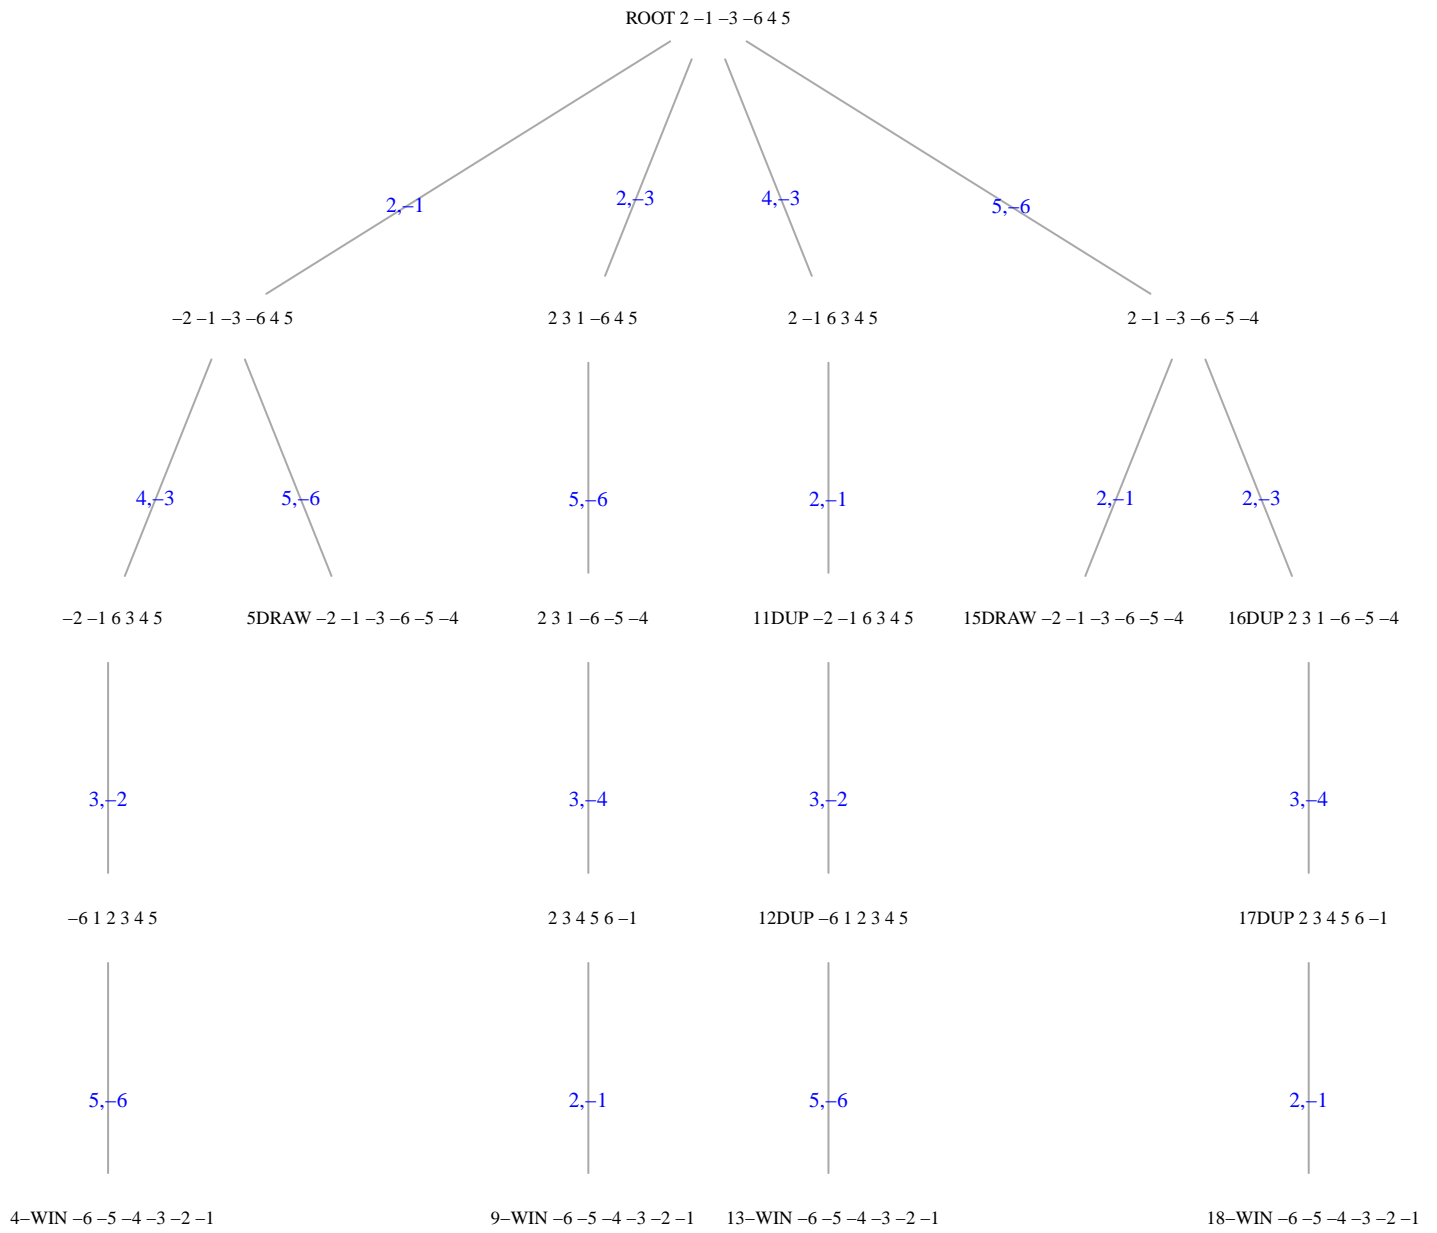 ROOT 2 –1 –3 –6 4 5
2,–1
2,–3
4,–3
5,–6
–2 –1 –3 –6 4 5
2 3 1 –6 4 5
2 –1 6 3 4 5
2 –1 –3 –6 –5 –4
4,–3
5,–6
5,–6
2,–1
2,–1
2,–3
–2 –1 6 3 4 5
5DRAW –2 –1 –3 –6 –5 –4
2 3 1 –6 –5 –4
11DUP –2 –1 6 3 4 5
15DRAW –2 –1 –3 –6 –5 –4
16DUP 2 3 1 –6 –5 –4
3,–2
3,–4
3,–2
3,–4
–6 1 2 3 4 5
2 3 4 5 6 –1
12DUP –6 1 2 3 4 5
17DUP 2 3 4 5 6 –1
5,–6
2,–1
5,–6
2,–1
4–WIN –6 –5 –4 –3 –2 –1
9–WIN –6 –5 –4 –3 –2 –1
13–WIN –6 –5 –4 –3 –2 –1
18–WIN –6 –5 –4 –3 –2 –1